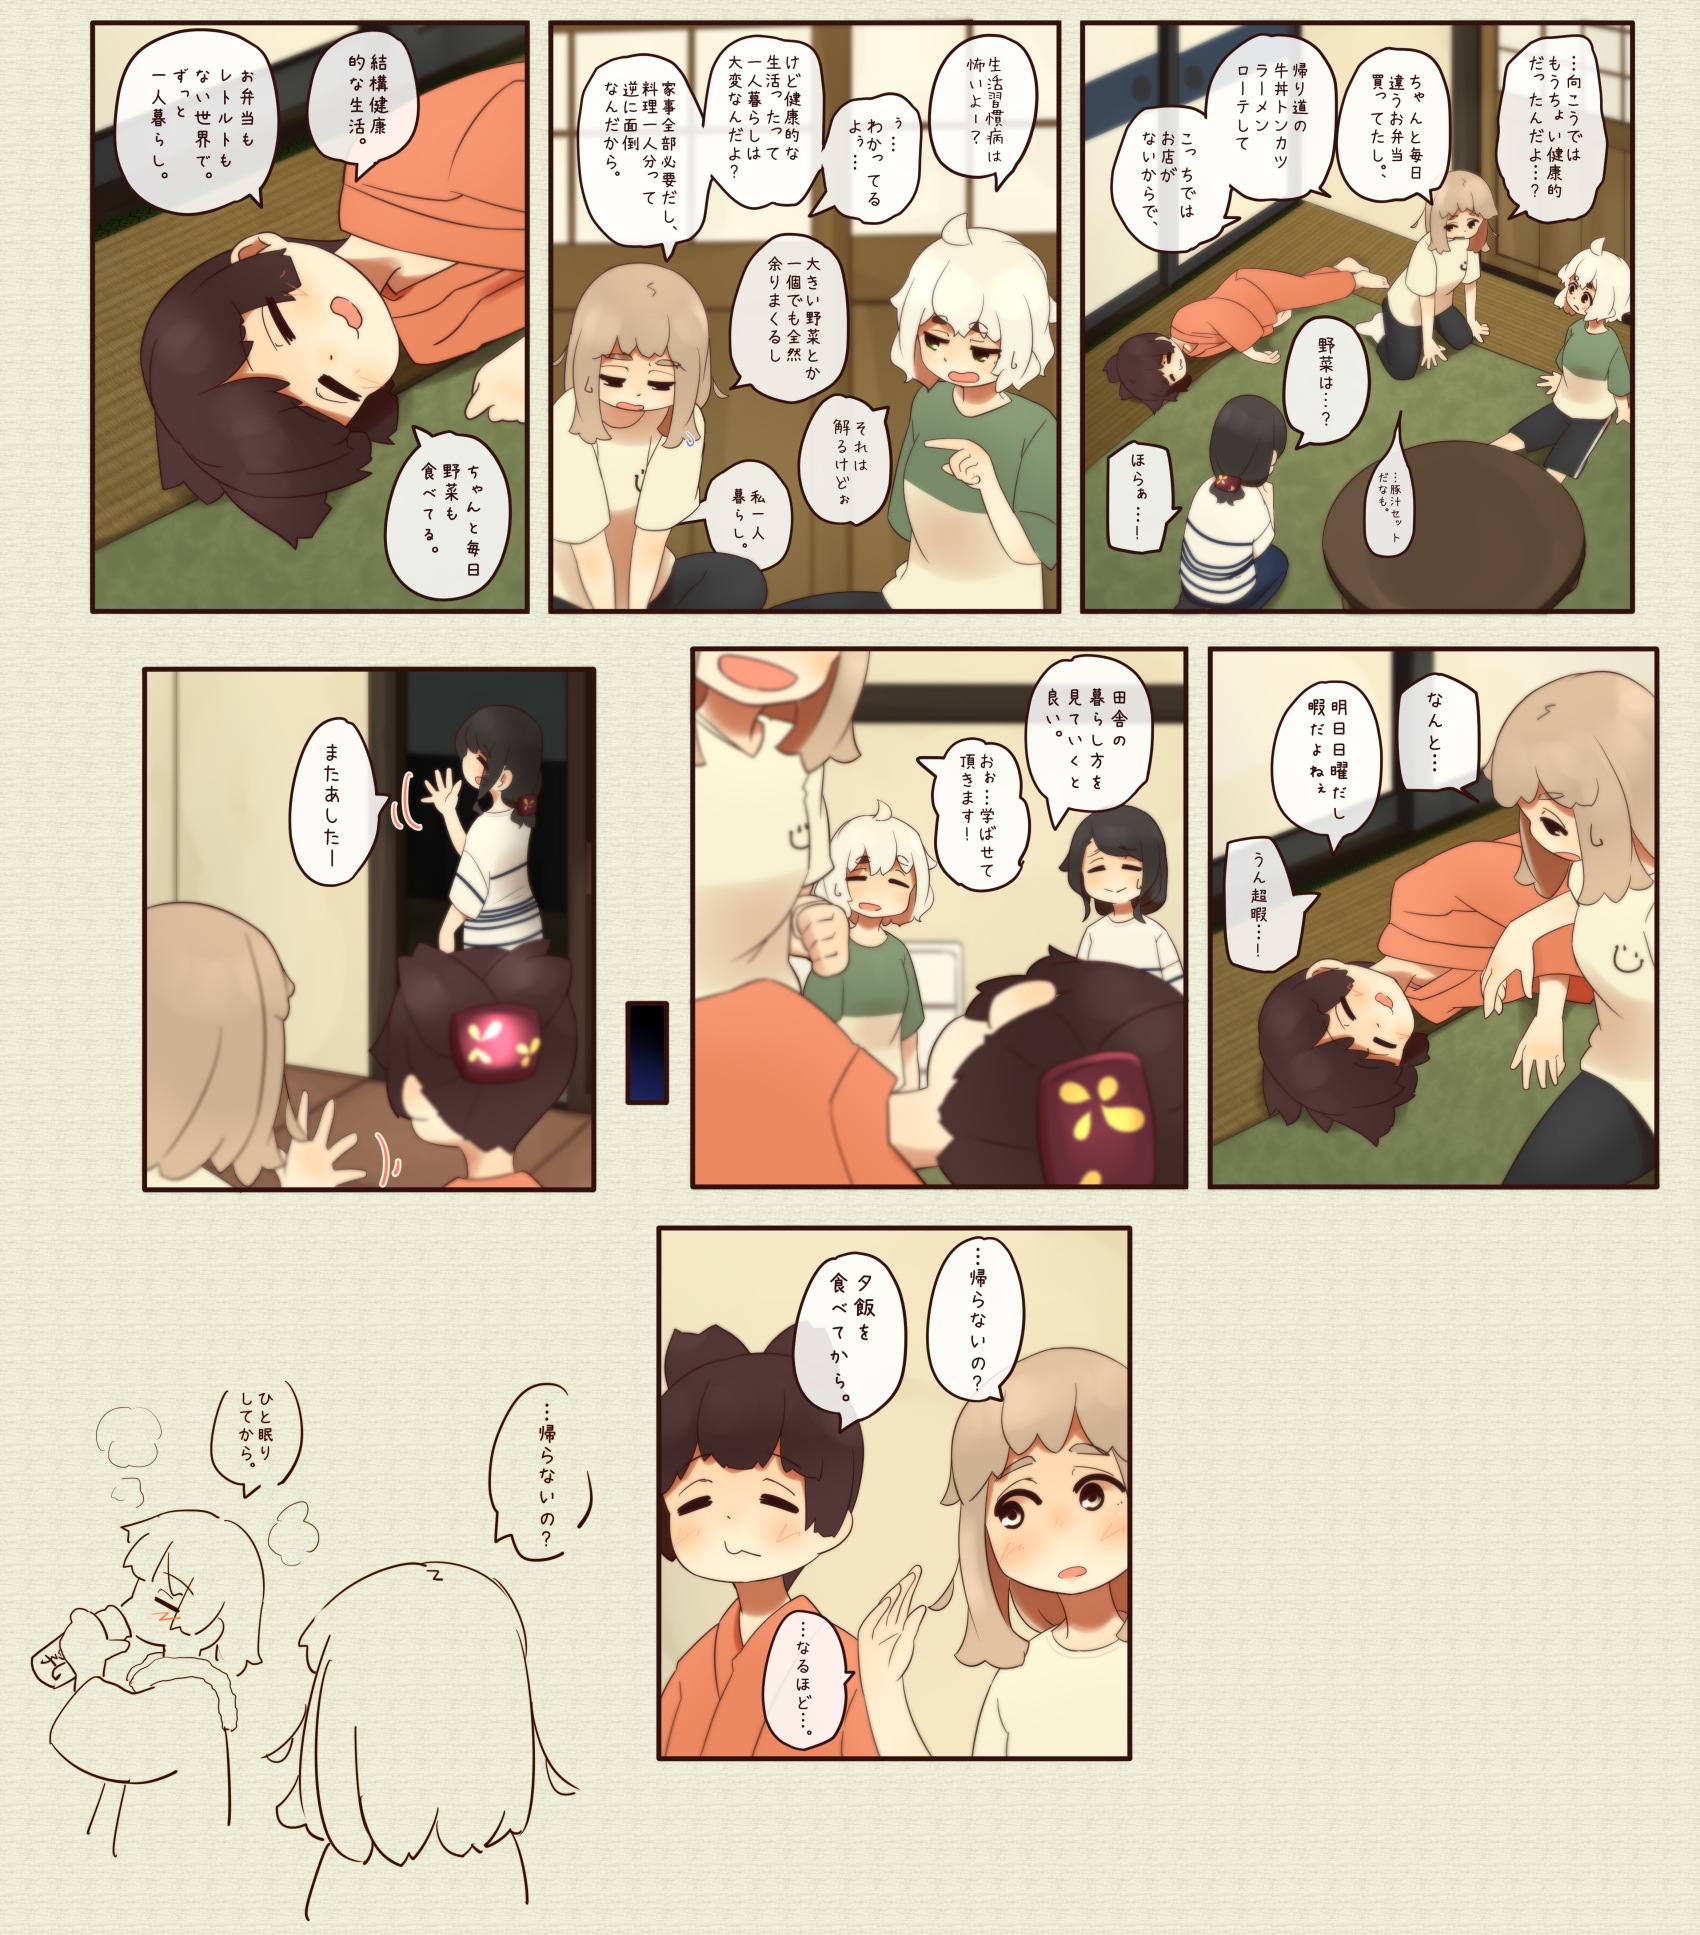 …向こうでは
もうちょい健康的
だったんだよ…？
ちゃんと毎日
違うお弁当
買ってたし、
帰り道の
牛丼トンカツ
ラーメン
ローテして
こっちでは
お店が
ないからで、
野菜は…？
…豚汁セット
だなも。
ほらぁ…！
生活習慣病は
怖いよー？
ぅ…
わかってる
よぅ…
けど健康的な
生活ったって
一人暮らしは
大変なんだよ？
家事全部必要だし、
料理一人分って
逆に面倒
なんだから。
大きい野菜とか
一個でも全然
余りまくるし
それは
解るけどぉ
私一人
暮らし。
結構健康
的な生活。
お弁当も
レトルトも
ない世界で。
ずっと
一人暮らし。
ちゃんと毎日
野菜も
食べてる。
なんと…
明日日曜だし
暇だよねぇ
うん超暇…！
田舎の
暮らし方を
見ていくと
良い。
おぉ…学ばせて
頂きます！
またあしたー
…帰らないの？
夕飯を
食べてから。
…なるほど…。
…帰らないの？
ひと眠り
してから。